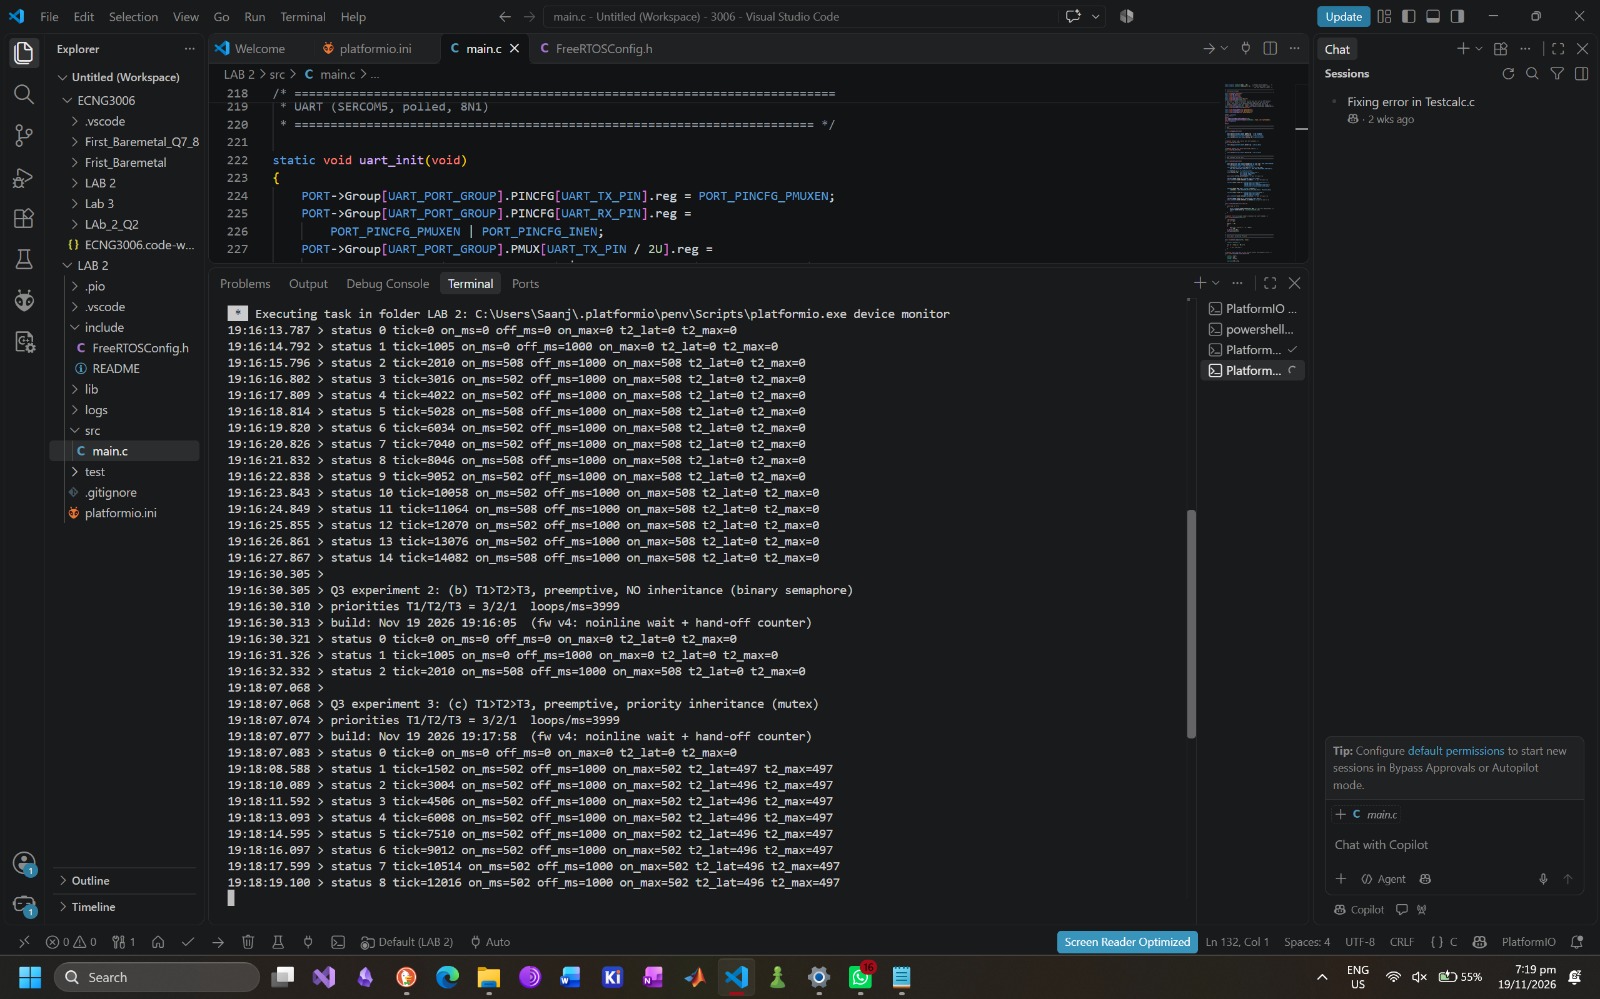 File Edit Selection View Go Run Terminal Help
main.c - Untitled (Workspace) - 3006 - Visual Studio Code
Update
Explorer
Untitled (Workspace)
ECNG3006
.vscode
First_Baremetal_Q7_8
Frist_Baremetal
LAB 2
Lab 3
LAb_2_Q2
{} ECNG3006.code-w...
LAB 2
.pio
.vscode
include
C FreeRTOSConfig.h
README
lib
logs
src
C main.c
test
.gitignore
platformio.ini
Outline
Timeline
Welcome platformio.ini C main.c C FreeRTOSConfig.h
LAB 2 > src > C main.c > ...
218 /* ===========================================================================
219 * UART (SERCOM5, polled, 8N1)
220 * ======================================================================== */
221
222 static void uart_init(void)
223 {
224 PORT->Group[UART_PORT_GROUP].PINCFG[UART_TX_PIN].reg = PORT_PINCFG_PMUXEN;
225 PORT->Group[UART_PORT_GROUP].PINCFG[UART_RX_PIN].reg =
226 PORT_PINCFG_PMUXEN | PORT_PINCFG_INEN;
227 PORT->Group[UART_PORT_GROUP].PMUX[UART_TX_PIN / 2U].reg =
Problems Output Debug Console Terminal Ports
* Executing task in folder LAB 2: C:\Users\Saanj\.platformio\penv\Scripts\platformio.exe device monitor
19:16:13.787 > status 0 tick=0 on_ms=0 off_ms=0 on_max=0 t2_lat=0 t2_max=0
19:16:14.792 > status 1 tick=1005 on_ms=0 off_ms=1000 on_max=0 t2_lat=0 t2_max=0
19:16:15.796 > status 2 tick=2010 on_ms=508 off_ms=1000 on_max=508 t2_lat=0 t2_max=0
19:16:16.802 > status 3 tick=3016 on_ms=502 off_ms=1000 on_max=508 t2_lat=0 t2_max=0
19:16:17.809 > status 4 tick=4022 on_ms=502 off_ms=1000 on_max=508 t2_lat=0 t2_max=0
19:16:18.814 > status 5 tick=5028 on_ms=508 off_ms=1000 on_max=508 t2_lat=0 t2_max=0
19:16:19.820 > status 6 tick=6034 on_ms=502 off_ms=1000 on_max=508 t2_lat=0 t2_max=0
19:16:20.826 > status 7 tick=7040 on_ms=502 off_ms=1000 on_max=508 t2_lat=0 t2_max=0
19:16:21.832 > status 8 tick=8046 on_ms=508 off_ms=1000 on_max=508 t2_lat=0 t2_max=0
19:16:22.838 > status 9 tick=9052 on_ms=502 off_ms=1000 on_max=508 t2_lat=0 t2_max=0
19:16:23.843 > status 10 tick=10058 on_ms=502 off_ms=1000 on_max=508 t2_lat=0 t2_max=0
19:16:24.849 > status 11 tick=11064 on_ms=508 off_ms=1000 on_max=508 t2_lat=0 t2_max=0
19:16:25.855 > status 12 tick=12070 on_ms=502 off_ms=1000 on_max=508 t2_lat=0 t2_max=0
19:16:26.861 > status 13 tick=13076 on_ms=502 off_ms=1000 on_max=508 t2_lat=0 t2_max=0
19:16:27.867 > status 14 tick=14082 on_ms=508 off_ms=1000 on_max=508 t2_lat=0 t2_max=0
19:16:30.305 >
19:16:30.305 > Q3 experiment 2: (b) T1>T2>T3, preemptive, NO inheritance (binary semaphore)
19:16:30.310 > priorities T1/T2/T3 = 3/2/1 loops/ms=3999
19:16:30.313 > build: Nov 19 2026 19:16:05 (fw v4: noinline wait + hand-off counter)
19:16:30.321 > status 0 tick=0 on_ms=0 off_ms=0 on_max=0 t2_lat=0 t2_max=0
19:16:31.326 > status 1 tick=1005 on_ms=0 off_ms=1000 on_max=0 t2_lat=0 t2_max=0
19:16:32.332 > status 2 tick=2010 on_ms=508 off_ms=1000 on_max=508 t2_lat=0 t2_max=0
19:18:07.068 >
19:18:07.068 > Q3 experiment 3: (c) T1>T2>T3, preemptive, priority inheritance (mutex)
19:18:07.074 > priorities T1/T2/T3 = 3/2/1 loops/ms=3999
19:18:07.077 > build: Nov 19 2026 19:17:58 (fw v4: noinline wait + hand-off counter)
19:18:07.083 > status 0 tick=0 on_ms=0 off_ms=0 on_max=0 t2_lat=0 t2_max=0
19:18:08.588 > status 1 tick=1502 on_ms=502 off_ms=1000 on_max=502 t2_lat=497 t2_max=497
19:18:10.089 > status 2 tick=3004 on_ms=502 off_ms=1000 on_max=502 t2_lat=496 t2_max=497
19:18:11.592 > status 3 tick=4506 on_ms=502 off_ms=1000 on_max=502 t2_lat=496 t2_max=497
19:18:13.093 > status 4 tick=6008 on_ms=502 off_ms=1000 on_max=502 t2_lat=496 t2_max=497
19:18:14.595 > status 5 tick=7510 on_ms=502 off_ms=1000 on_max=502 t2_lat=496 t2_max=497
19:18:16.097 > status 6 tick=9012 on_ms=502 off_ms=1000 on_max=502 t2_lat=496 t2_max=497
19:18:17.599 > status 7 tick=10514 on_ms=502 off_ms=1000 on_max=502 t2_lat=496 t2_max=497
19:18:19.100 > status 8 tick=12016 on_ms=502 off_ms=1000 on_max=502 t2_lat=496 t2_max=497
PlatformIO ...
powershell...
Platform...
Platform...
Chat
Sessions
Fixing error in Testcalc.c
· 2 wks ago
Tip: Configure default permissions to start new
sessions in Bypass Approvals or Autopilot
mode.
C main.c
Chat with Copilot
Agent
Copilot
0 0 1 Default (LAB 2) Auto
Screen Reader Optimized Ln 132, Col 1 Spaces: 4 UTF-8 CRLF {} C PlatformIO
1
1
Search
Ki
16
ENG
US
55%
7:19 pm
19/11/2026